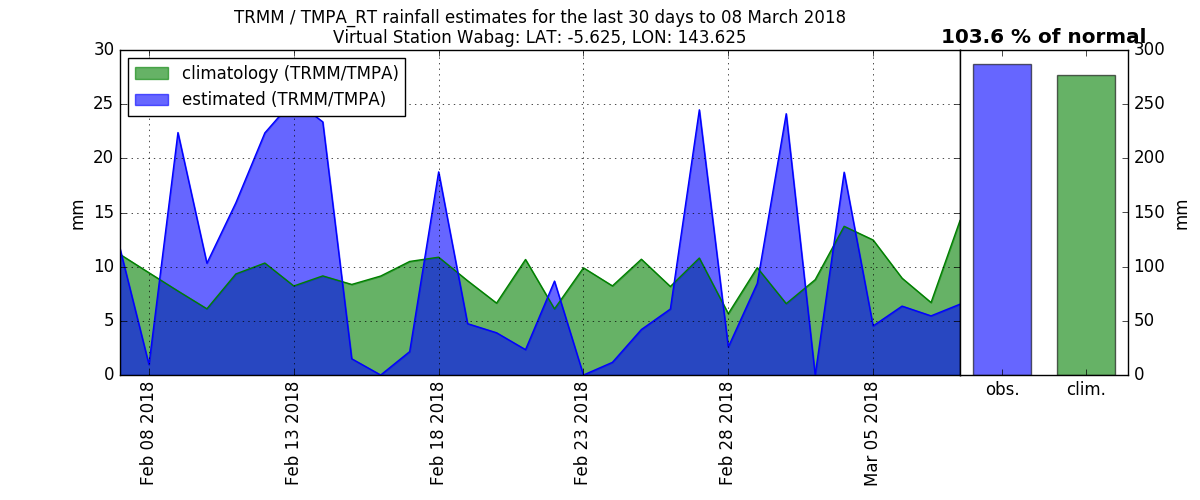 TRMM / TMPA_RT rainfall estimates for the last 30 days to 08 March 2018
Virtual Station Wabag: LAT: -5.625, LON: 143.625
103.6 % of normal
climatology (TRMM/TMPA)
estimated (TRMM/TMPA)
mm
30
25
20
15
10
5
0
Feb 08 2018
Feb 13 2018
Feb 18 2018
Feb 23 2018
Feb 28 2018
Mar 05 2018
obs.
clim.
300
250
200
150
100
50
0
mm